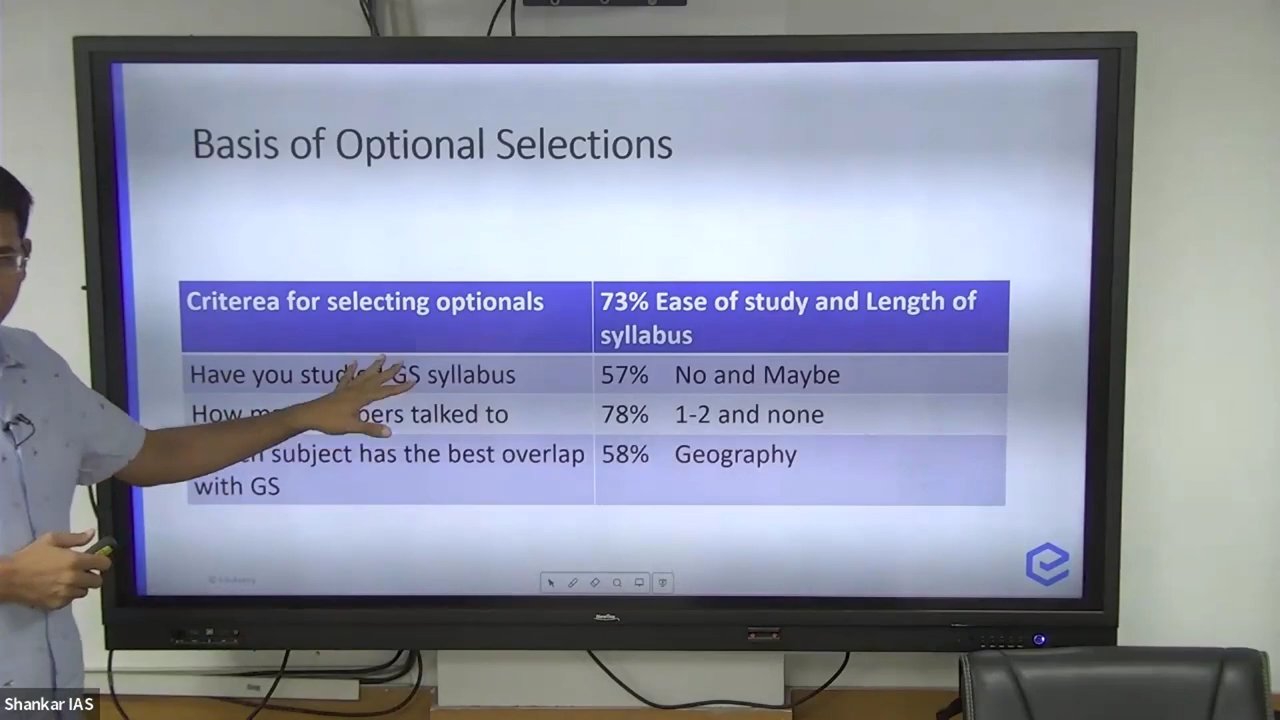 Basis of Optional Selections
Criterea for selecting optionals
73% Ease of study and Length of
syllabus
Have you studied GS syllabus
57% No and Maybe
How ers talked to
78% 1-2 and none
subject has the best overlap
with GS
58% Geography
Shankar IAS